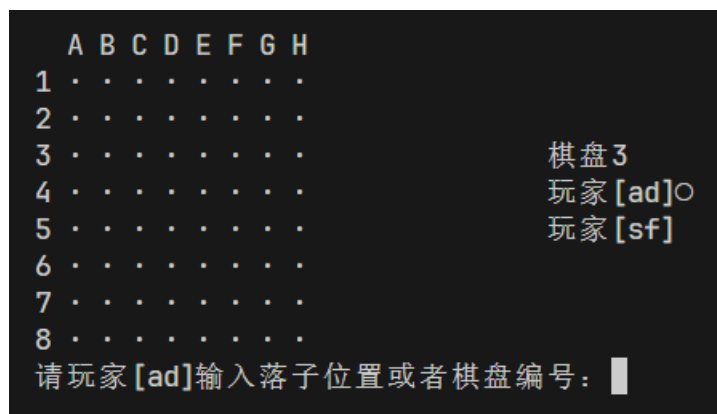 A B C D E F G H
1 · · · · · · · ·
2 · · · · · · · ·
3 · · · · · · · · 棋盘3
4 · · · · · · · · 玩家[ad]○
5 · · · · · · · · 玩家[sf]
6 · · · · · · · ·
7 · · · · · · · ·
8 · · · · · · · ·
请玩家[ad]输入落子位置或者棋盘编号：